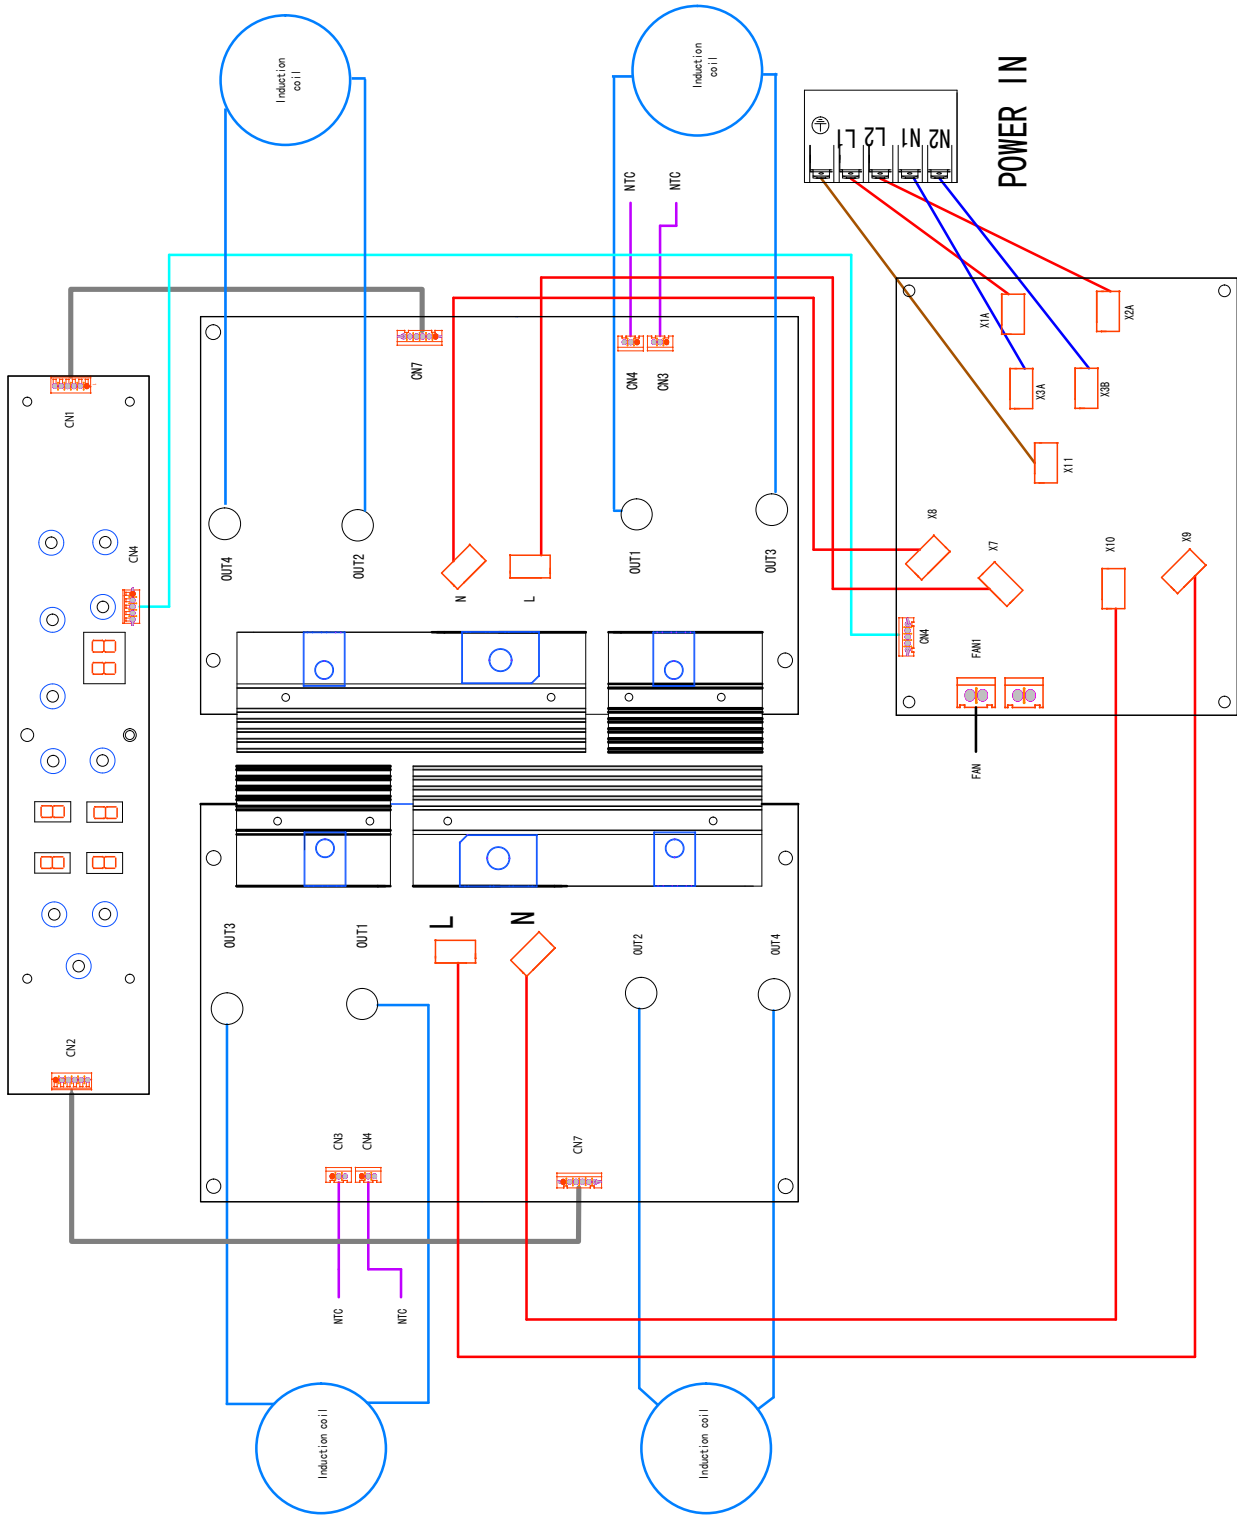 Induction
coil
Induction
coil
POWER IN
L1
L2
N1
N2
NTC
NTC
X1A
X2A
X3A
X3B
X11
X8
X7
X10
X9
CN4
FAN1
FAN
CN7
CN4
CN3
OUT4
OUT2
N
L
OUT1
OUT3
CN1
CN4
CN2
OUT3
OUT1
L
N
OUT2
OUT4
CN3
CN4
CN7
NTC
NTC
Induction coil
Induction coil